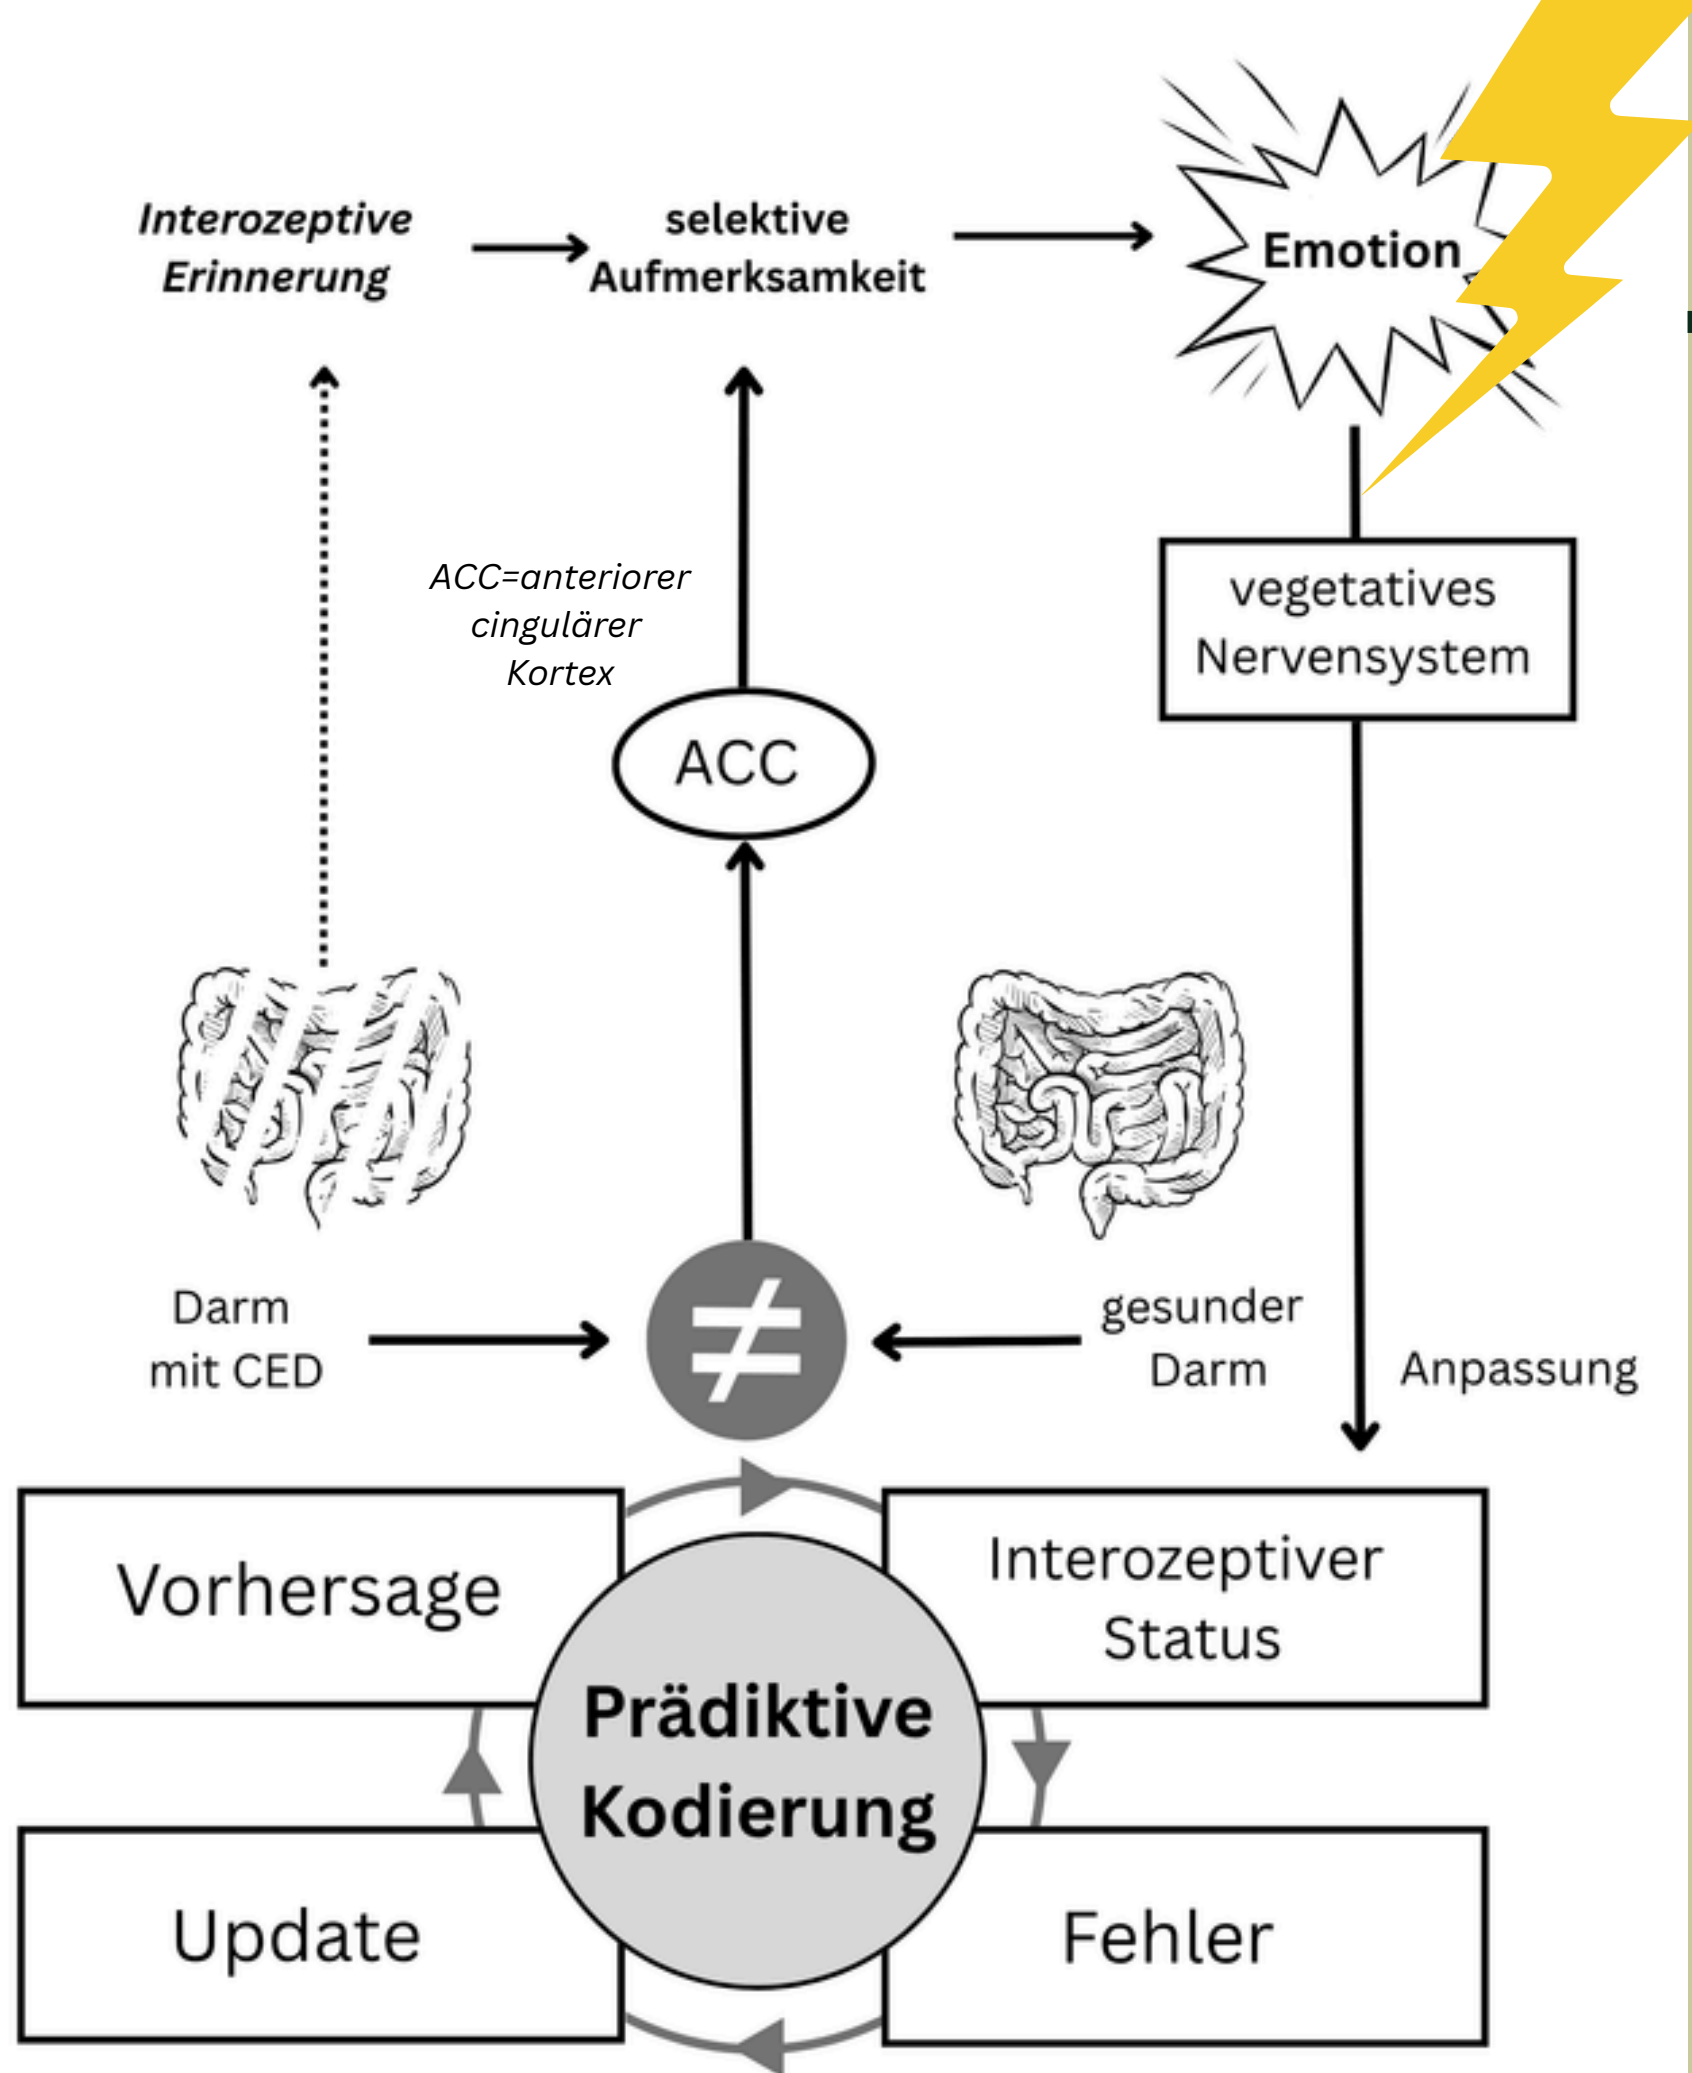 Interozeptive
Erinnerung
selektive
Aufmerksamkeit
Emotion
ACC=anteriorer
cingulärer
Kortex
vegetatives
Nervensystem
ACC
Darm
mit CED
≠
gesunder
Darm
Anpassung
Vorhersage
Interozeptiver
Status
Prädiktive
Kodierung
Update
Fehler